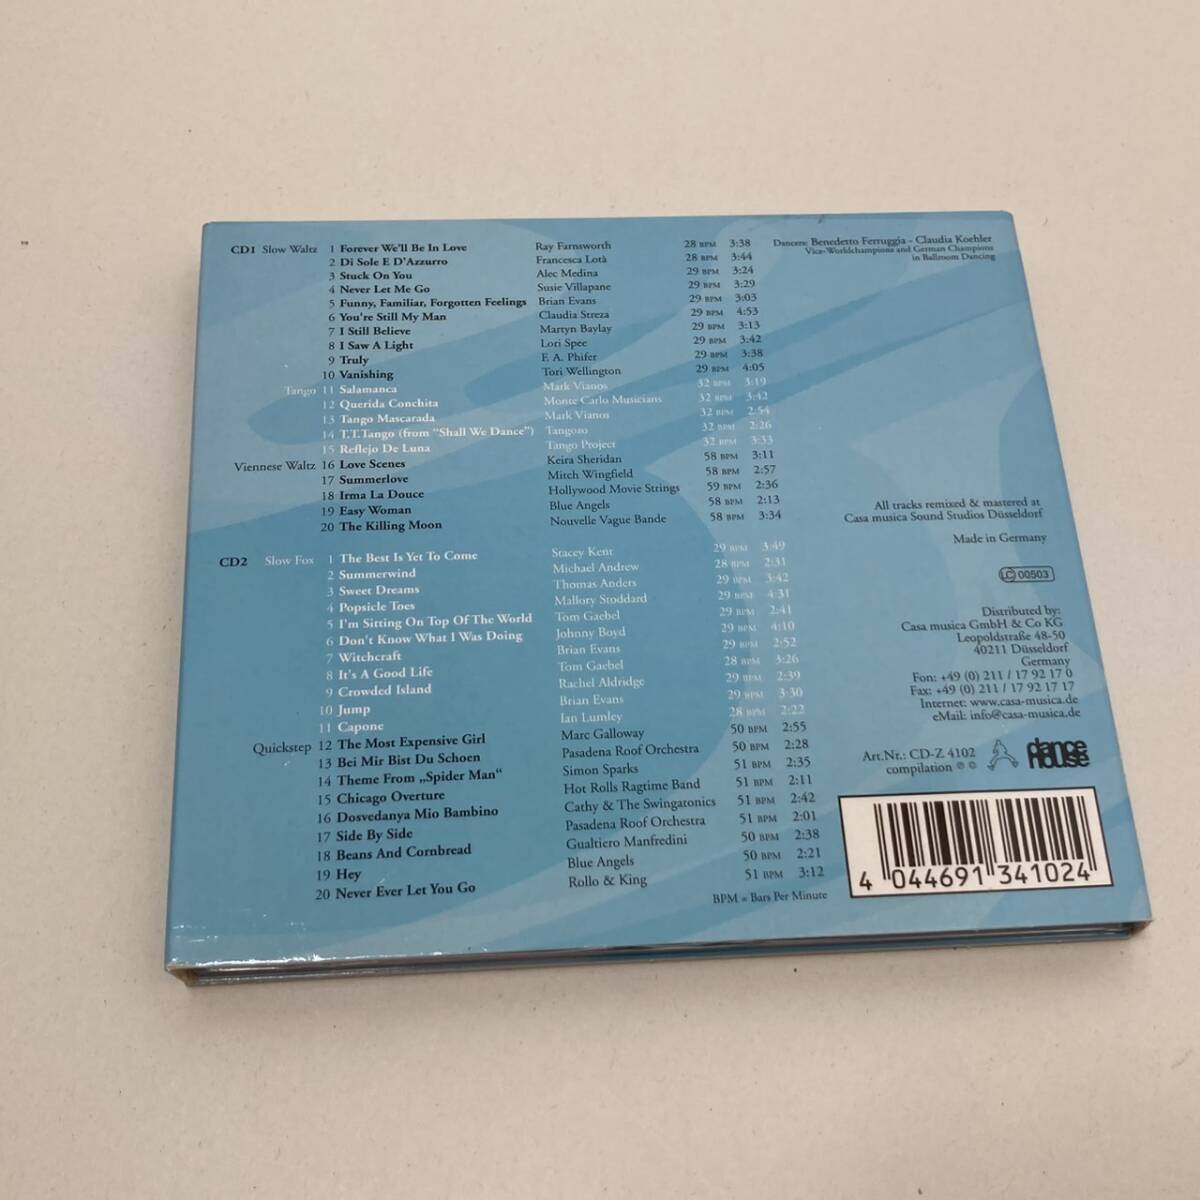 CD1 Slow Waltz 1 Forever We'll Be In Love Ray Farnsworth 28 BPM 3:38
2 Di Sole E D'Azzurro Francesca Lotà 28 BPM 3:44
3 Stuck On You Alec Medina 29 BPM 3:24
4 Never Let Me Go Susie Villapane 29 BPM 3:29
5 Funny, Familiar, Forgotten Feelings Brian Evans 29 BPM 3:03
6 You're Still My Man Claudia Streza 29 BPM 4:53
7 I Still Believe Martyn Baylay 29 BPM 3:13
8 I Saw A Light Lori Spee 29 BPM 3:42
9 Truly F. A. Phifer 29 BPM 3:38
10 Vanishing Tori Wellington 29 BPM 4:05
Tango 11 Salamanca Mark Vianos 32 BPM 3:19
12 Querida Conchita Monte Carlo Musicians 32 BPM 3:42
13 Tango Mascarada Mark Vianos 32 BPM 2:54
14 T.T.Tango (from "Shall We Dance") Tangozo 32 BPM 2:26
15 Reflejo De Luna Tango Project 32 BPM 3:33
Viennese Waltz 16 Love Scenes Keira Sheridan 58 BPM 3:11
17 Summerlove Mitch Wingfield 58 BPM 2:57
18 Irma La Douce Hollywood Movie Strings 59 BPM 2:36
19 Easy Woman Blue Angels 58 BPM 2:13
20 The Killing Moon Nouvelle Vague Bande 58 BPM 3:34
CD2 Slow Fox 1 The Best Is Yet To Come Stacey Kent 29 BPM 3:49
2 Summerwind Michael Andrew 28 BPM 2:31
3 Sweet Dreams Thomas Anders 29 BPM 3:42
4 Popsicle Toes Mallory Stoddard 29 BPM 4:31
5 I'm Sitting On Top Of The World Tom Gaebel 29 BPM 2:41
6 Don't Know What I Was Doing Johnny Boyd 29 BPM 4:10
7 Witchcraft Brian Evans 29 BPM 2:52
8 It's A Good Life Tom Gaebel 28 BPM 3:26
9 Crowded Island Rachel Aldridge 29 BPM 2:39
10 Jump Brian Evans 29 BPM 3:30
11 Capone Ian Lumley 28 BPM 2:22
Quickstep 12 The Most Expensive Girl Marc Galloway 50 BPM 2:55
13 Bei Mir Bist Du Schoen Pasadena Roof Orchestra 50 BPM 2:28
14 Theme From „Spider Man“ Simon Sparks 51 BPM 2:35
15 Chicago Overture Hot Rolls Ragtime Band 51 BPM 2:11
16 Dosvedanya Mio Bambino Cathy & The Swingatonics 51 BPM 2:42
17 Side By Side Pasadena Roof Orchestra 51 BPM 2:01
18 Beans And Cornbread Gualtiero Manfredini 50 BPM 2:38
19 Hey Blue Angels 50 BPM 2:21
20 Never Ever Let You Go Rollo & King 51 BPM 3:12
BPM = Bars Per Minute
Dancers: Benedetto Ferruggia - Claudia Koehler
Vice-Worldchampions and German Champions
in Ballroom Dancing
All tracks remixed & mastered at
Casa musica Sound Studios Düsseldorf
Made in Germany
LC 00503
Distributed by:
Casa musica GmbH & Co KG
Leopoldstraße 48-50
40211 Düsseldorf
Germany
Fon: +49 (0) 211 / 17 92 17 0
Fax: +49 (0) 211 / 17 92 17 17
Internet: www.casa-musica.de
eMail: info@casa-musica.de
Art.Nr.: CD-Z 4102
compilation ℗ ©
dance
house
4 044691 341024